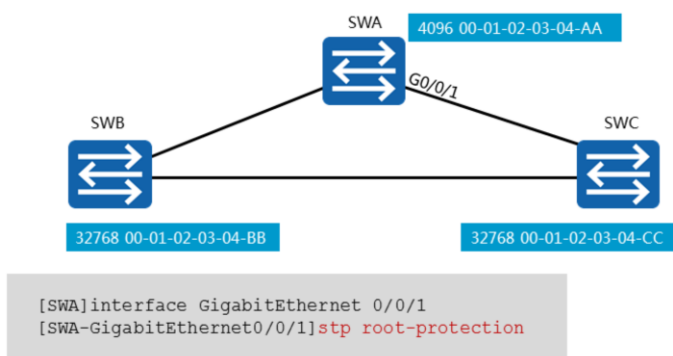 SWA
4096 00-01-02-03-04-AA
G0/0/1
SWB
SWC
32768 00-01-02-03-04-BB
32768 00-01-02-03-04-CC
[SWA]interface GigabitEthernet 0/0/1
[SWA-GigabitEthernet0/0/1]stp root-protection